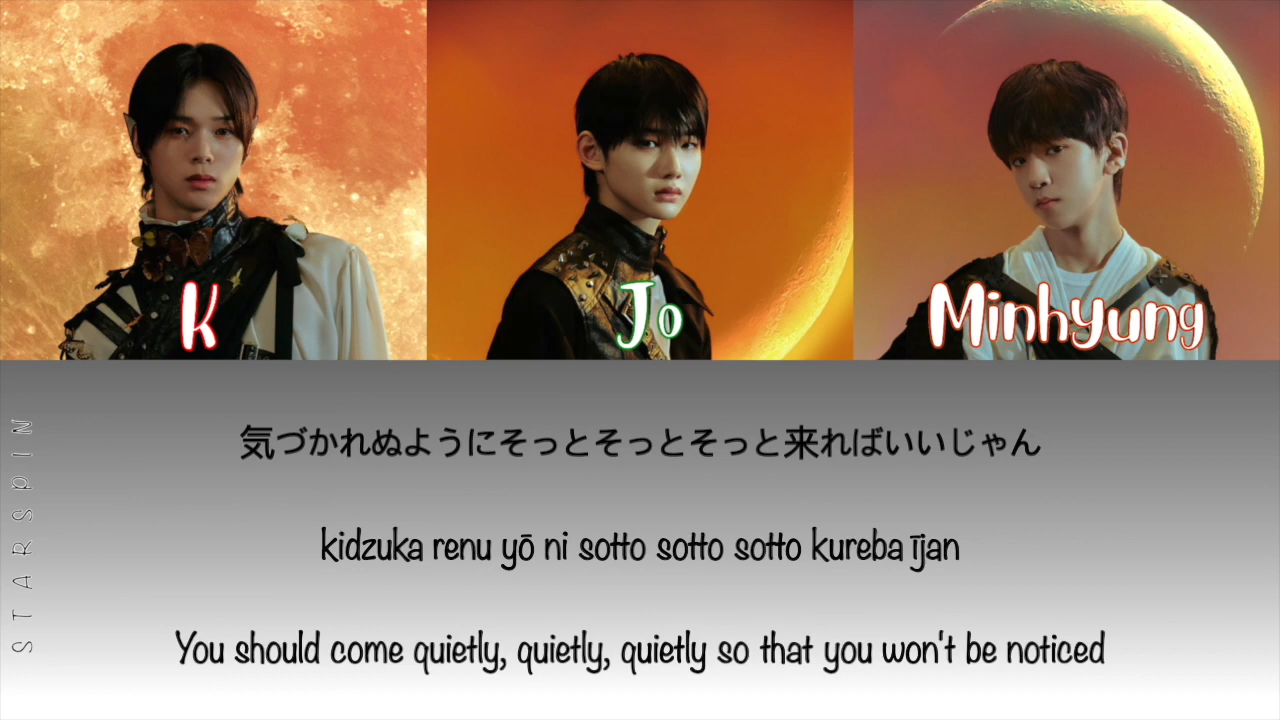 K
Jo
Minhyung
気づかれぬようにそっとそっとそっと来ればいいじゃん
kidzuka renu yō ni sotto sotto sotto kureba ījan
You should come quietly, quietly, quietly so that you won't be noticed
STARSPIN